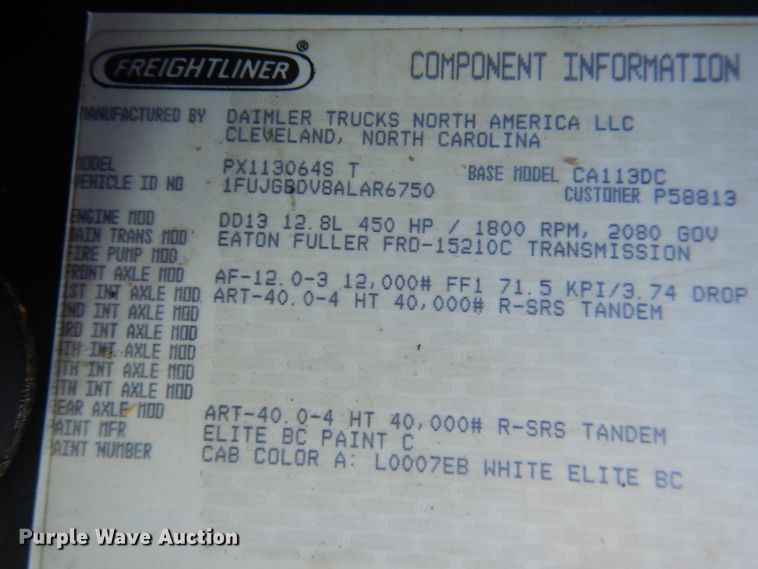 FREIGHTLINER ® COMPONENT INFORMATION
MANUFACTURED BY DAIMLER TRUCKS NORTH AMERICA LLC
CLEVELAND, NORTH CAROLINA
MODEL PX113064S T BASE MODEL CA113DC
VEHICLE ID NO 1FUJGBDV8ALAR6750 CUSTOMER P58813
ENGINE MOD DD13 12.8L 450 HP / 1800 RPM, 2080 GOV
MAIN TRANS MOD EATON FULLER FRO-15210C TRANSMISSION
FIRE PUMP MOD
FRONT AXLE MOD AF-12.0-3 12,000# FF1 71.5 KPI/3.74 DROP
1ST INT AXLE MOD ART-40.0-4 HT 40,000# R-SRS TANDEM
2ND INT AXLE MOD
3RD INT AXLE MOD
4TH INT AXLE MOD
5TH INT AXLE MOD
6TH INT AXLE MOD
REAR AXLE MOD ART-40.0-4 HT 40,000# R-SRS TANDEM
PAINT MFR ELITE BC PAINT C
PAINT NUMBER CAB COLOR A: L0007EB WHITE ELITE BC
Purple Wave Auction